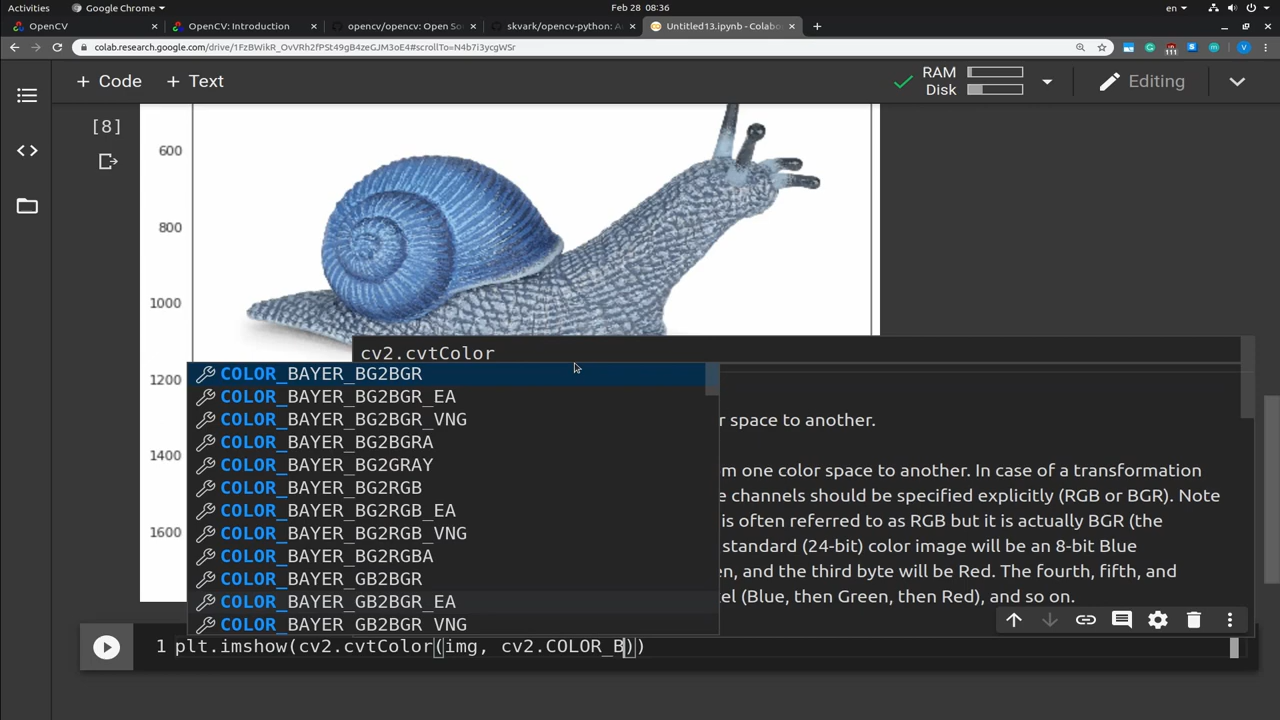 Activities
Google Chrome
Feb 28 08:36
en
OpenCV
OpenCV: Introduction
opencv/opencv: Open So
skvark/opencv-python: A
Untitled13.ipynb - Colabo
colab.research.google.com/drive/1FzBWikR_OvVRh2fPSt49gB4zeGJM3oE4#scrollTo=N4b7i3ycgWSr
+ Code
+ Text
RAM
Disk
Editing
[8]
600
800
1000
1200
1400
1600
cv2.cvtColor
COLOR_BAYER_BG2BGR
COLOR_BAYER_BG2BGR_EA
COLOR_BAYER_BG2BGR_VNG
COLOR_BAYER_BG2BGRA
COLOR_BAYER_BG2GRAY
COLOR_BAYER_BG2RGB
COLOR_BAYER_BG2RGB_EA
COLOR_BAYER_BG2RGB_VNG
COLOR_BAYER_BG2RGBA
COLOR_BAYER_GB2BGR
COLOR_BAYER_GB2BGR_EA
COLOR_BAYER_GB2BGR_VNG
r space to another.
m one color space to another. In case of a transformation
e channels should be specified explicitly (RGB or BGR). Note
is often referred to as RGB but it is actually BGR (the
standard (24-bit) color image will be an 8-bit Blue
en, and the third byte will be Red. The fourth, fifth, and
el (Blue, then Green, then Red), and so on.
1 plt.imshow(cv2.cvtColor(img, cv2.COLOR_B))